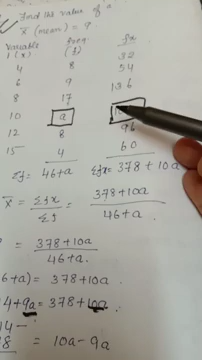 Find the value of a
x̄ (mean) = 9
Variable (x) freq (f) fx
4 8 32
6 9 54
8 17 136
10 a 10
12 8 96
15 4 60
Σf = 46+a Σfx = 378 + 10a
x̄ = Σfx / Σf = 378+10a / 46+a
= 378+10a / 46+a
6+a) = 378+10a
4+9a = 378+10a
14 -
8 = 10a-9a